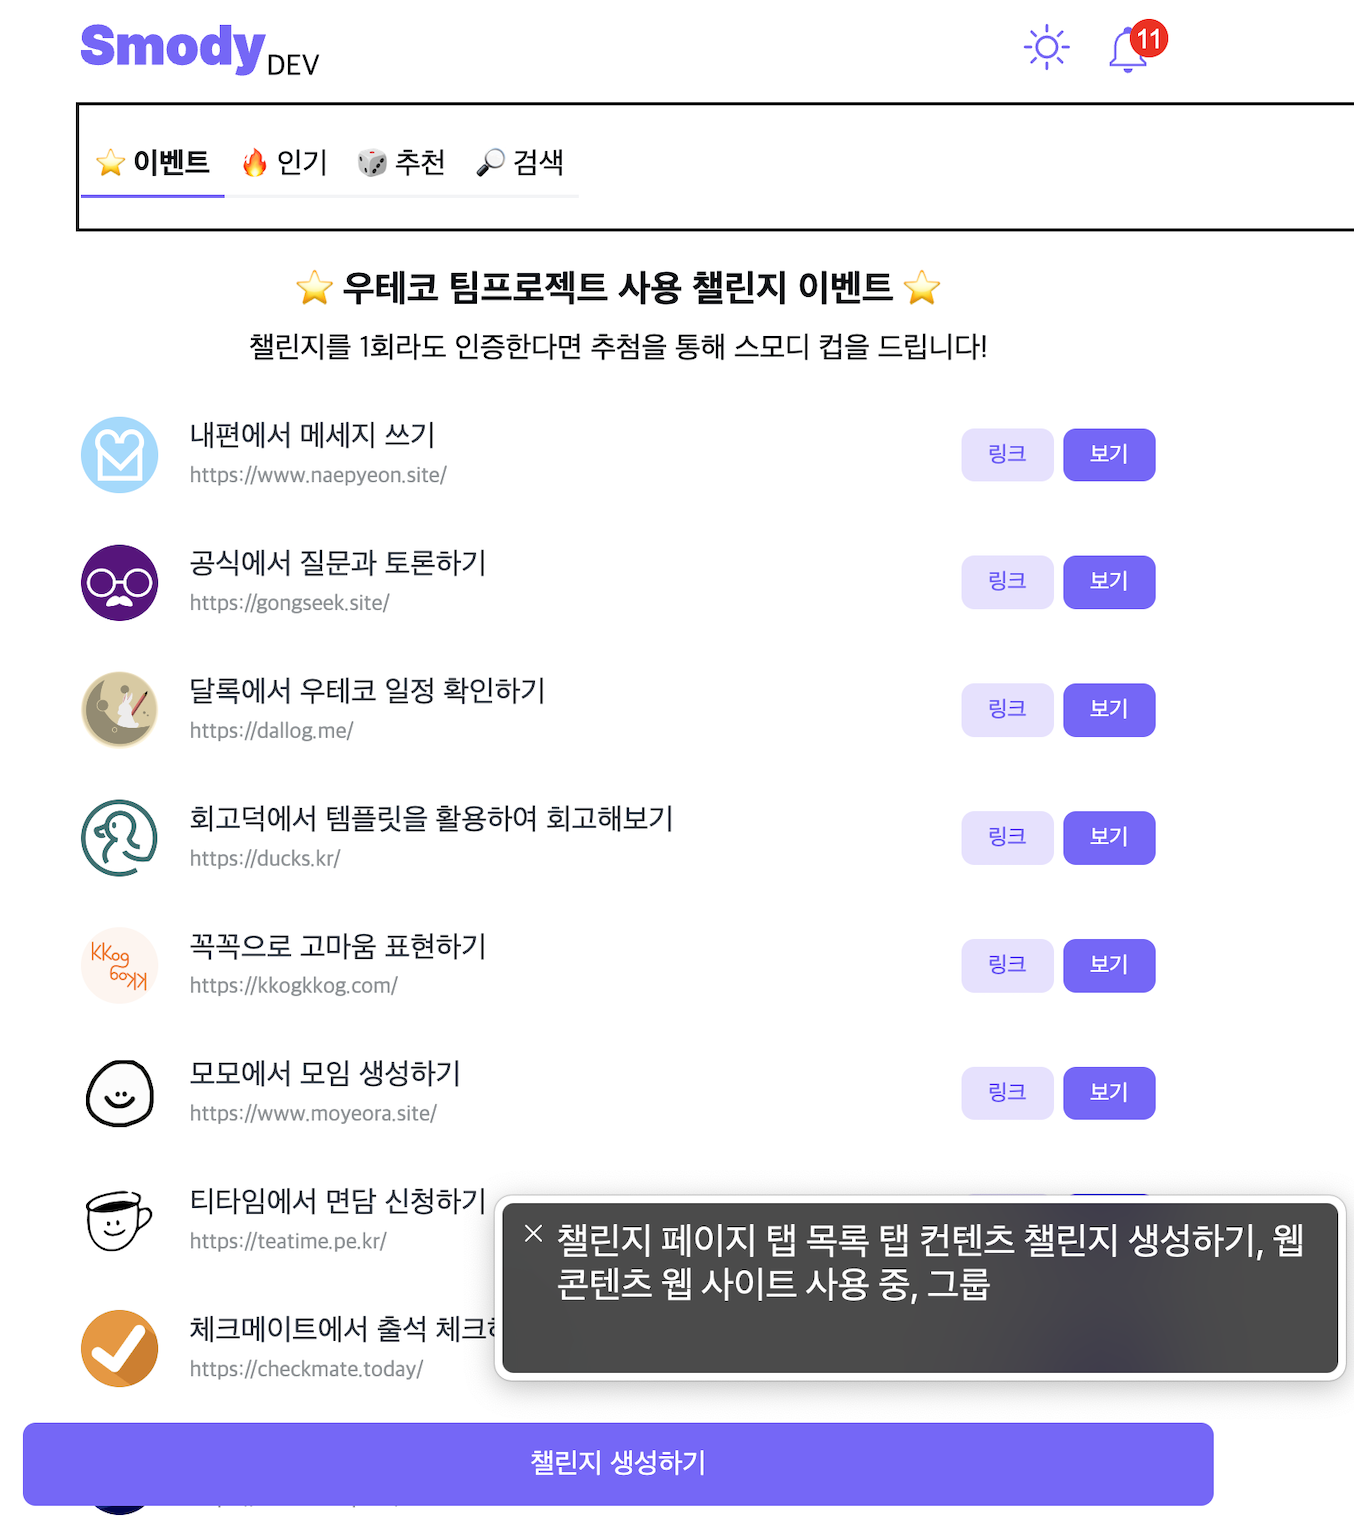 Smody DEV
11
이벤트 인기 추천 검색
우테코 팀프로젝트 사용 챌린지 이벤트
챌린지를 1회라도 인증한다면 추첨을 통해 스모디 컵을 드립니다!
내편에서 메세지 쓰기
https://www.naepyeon.site/
링크 보기
공식에서 질문과 토론하기
https://gongseek.site/
링크 보기
달록에서 우테코 일정 확인하기
https://dallog.me/
링크 보기
회고덕에서 템플릿을 활용하여 회고해보기
https://ducks.kr/
링크 보기
KKog
KKog
꼭꼭으로 고마움 표현하기
https://kkogkkog.com/
링크 보기
모모에서 모임 생성하기
https://www.moyeora.site/
링크 보기
티타임에서 면담 신청하기
https://teatime.pe.kr/
체크메이트에서 출석 체크
https://checkmate.today/
챌린지 페이지 탭 목록 탭 컨텐츠 챌린지 생성하기, 웹
콘텐츠 웹 사이트 사용 중, 그룹
챌린지 생성하기